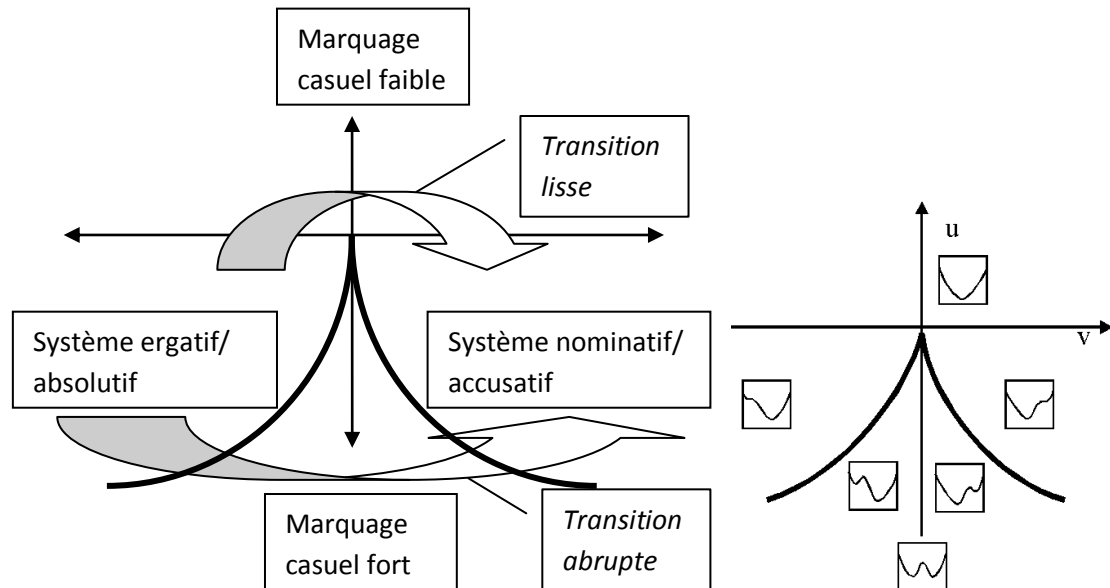 Marquage
casuel faible
Transition
lisse
Système ergatif/
absolutif
Système nominatif/
accusatif
Marquage
casuel fort
Transition
abrupte
u
v